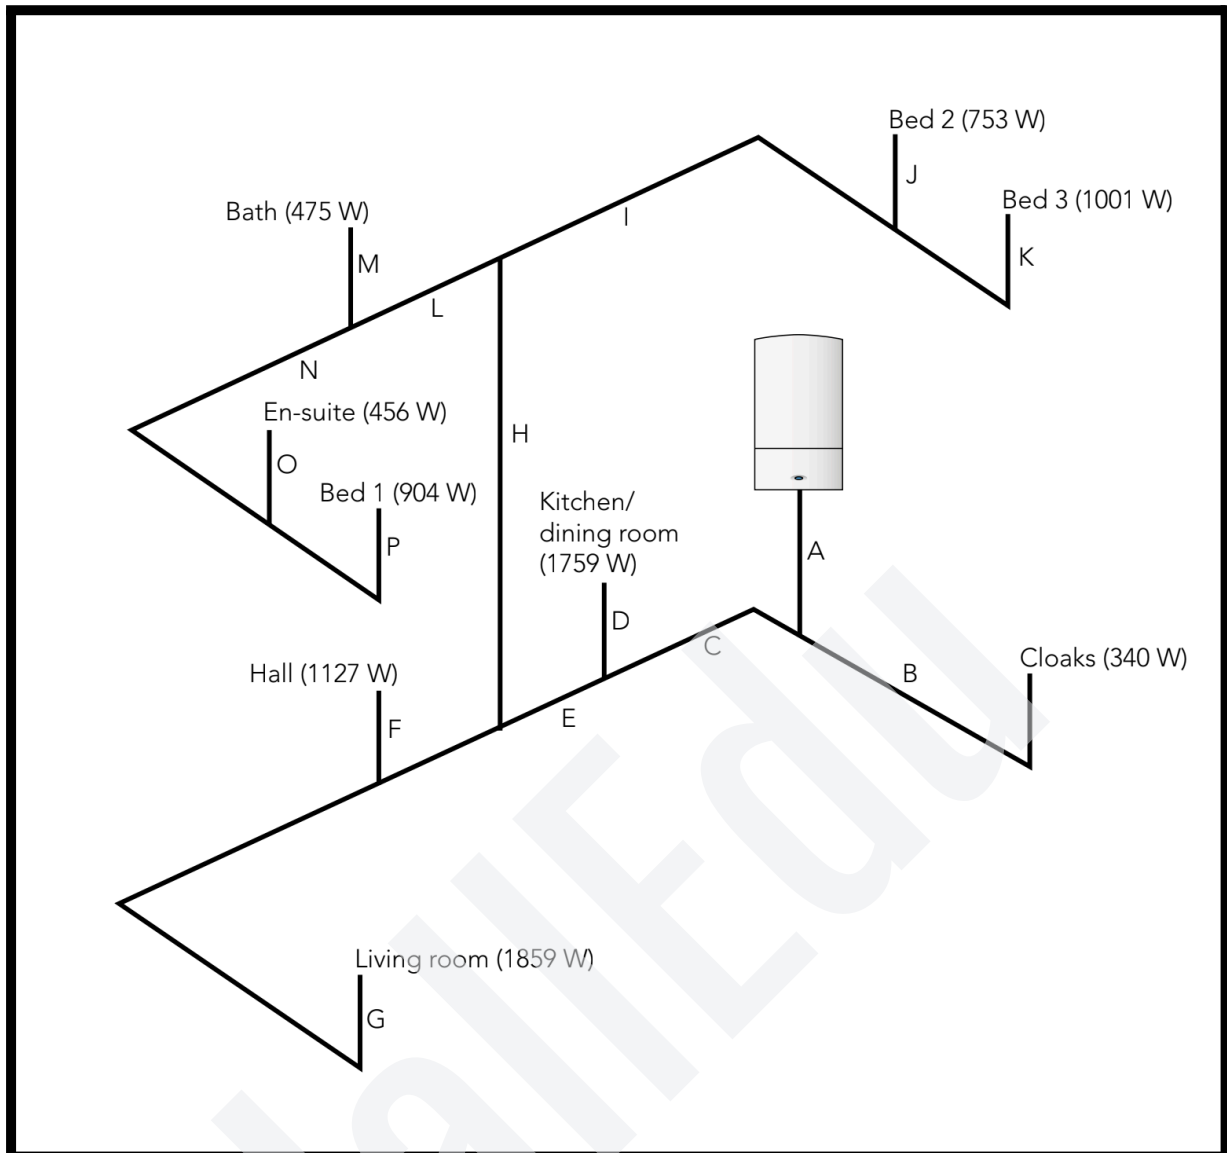 Bed 2 (753 W)
J
Bed 3 (1001 W)
Bath (475 W)
I
M
K
L
N
En-suite (456 W)
H
O
Bed 1 (904 W)
Kitchen/
dining room
(1759 W)
P
A
D
C
Cloaks (340 W)
Hall (1127 W)
B
E
F
Living room (1859 W)
G